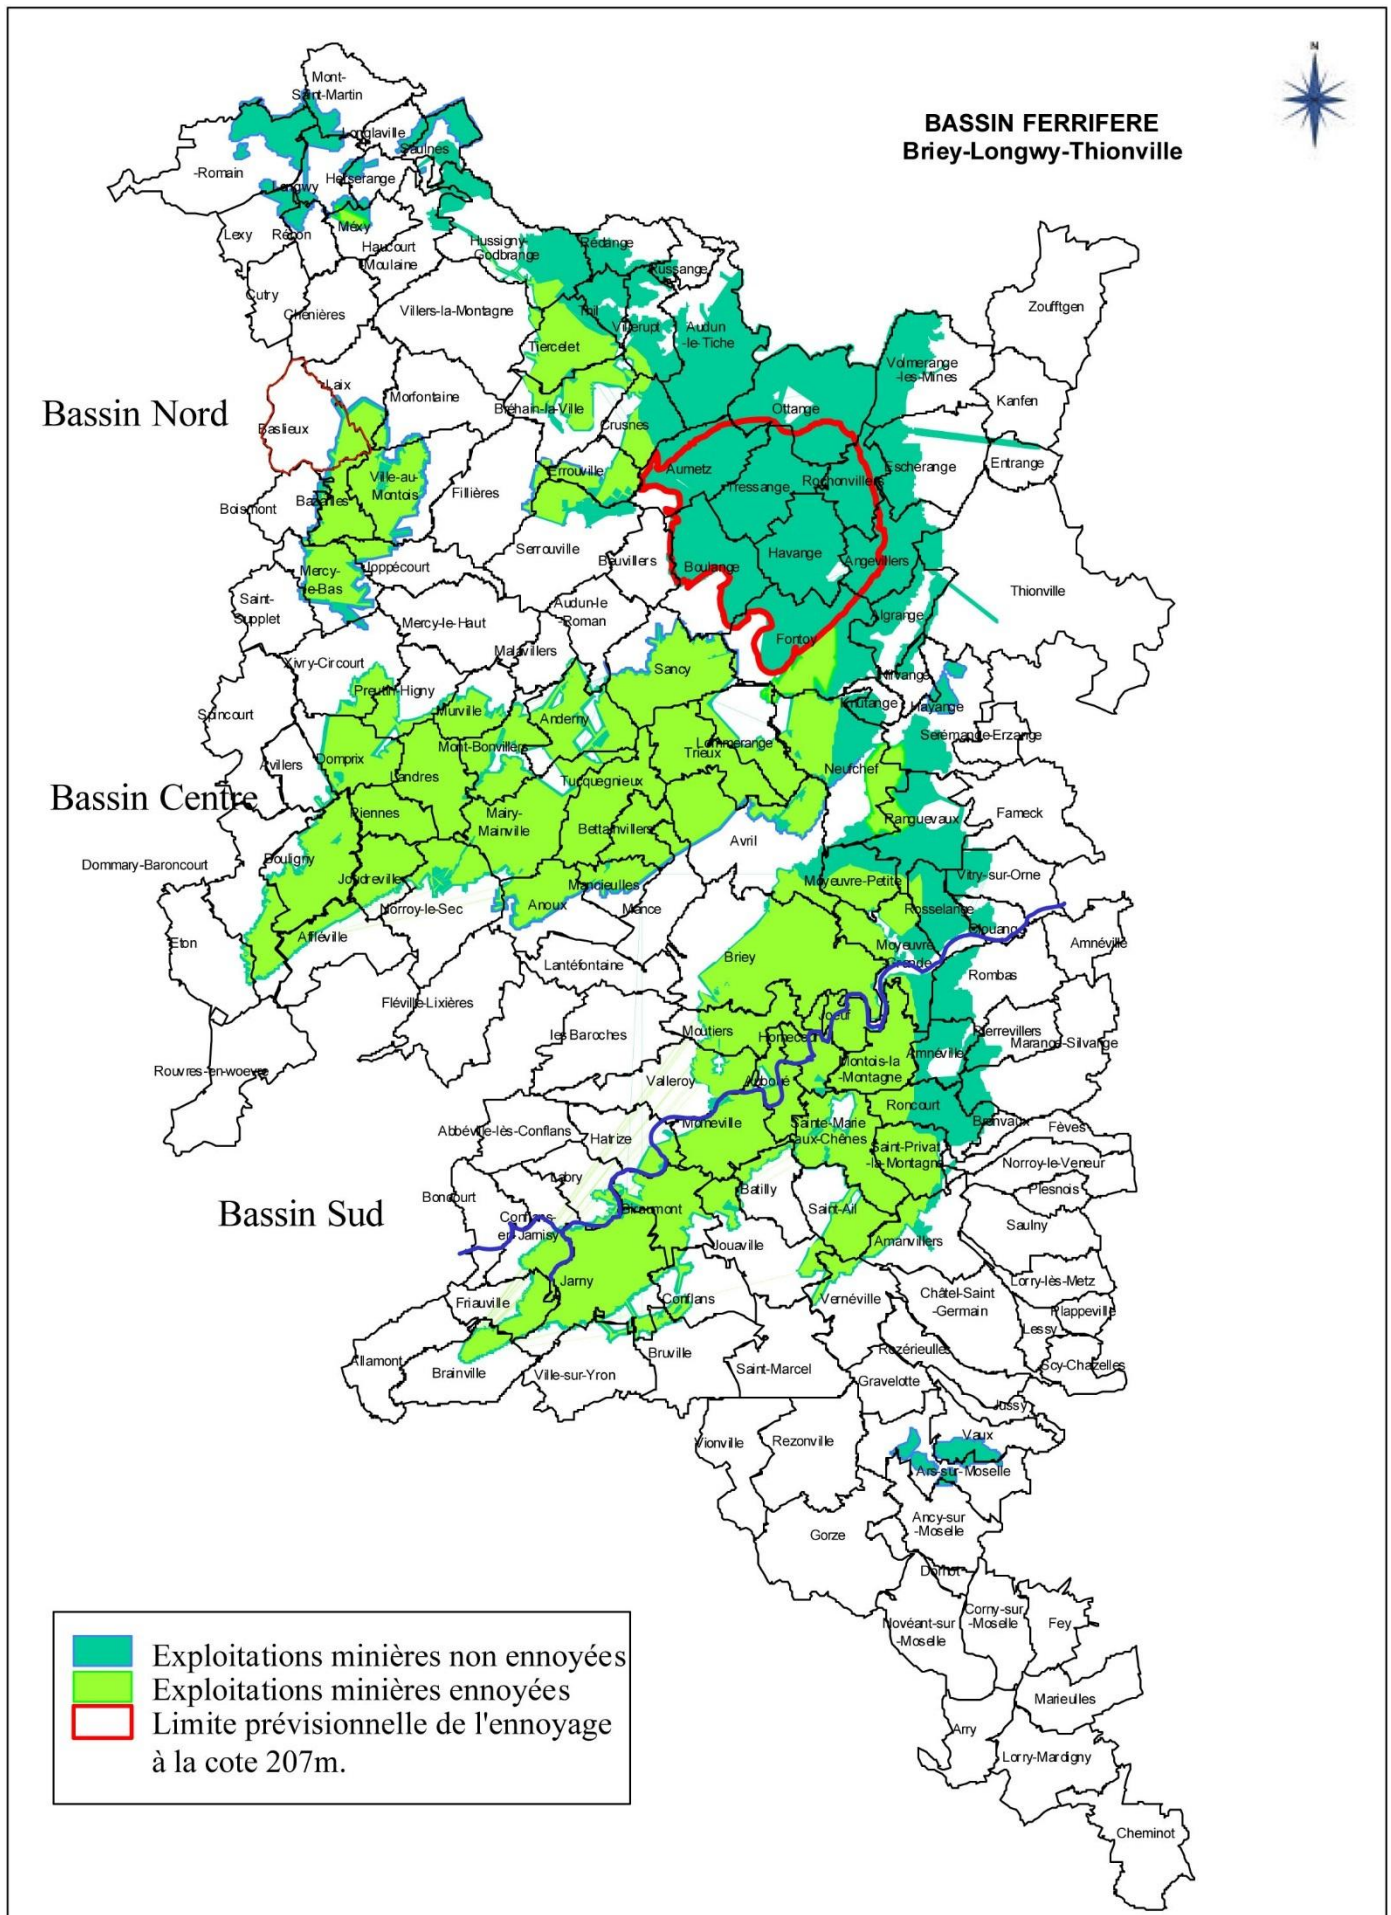 N
BASSIN FERRIFERE
Briey-Longwy-Thionville
Mont-
Saint-Martin
Longlaville
Saulnes
-Romain
Herserange
Longwy
Lexy
Réhon
Méxy
Haucourt
-Moulaine
Hussigny-
Godbrange
Rédange
Russange
Zoufftgen
Cutry
Chénières
Villers-la-Montagne
Thil
Villerupt
Audun
-le-Tiche
Tiercelet
Volmerange
-les-Mines
Kanfen
Laix
Morfontaine
Bréhain-la-Ville
Ottange
Bassin Nord
Baslieux
Crusnes
Escherange
Entrange
Errouville
Aumetz
Tressange
Rochonvillers
Ville-au-
Montois
Fillières
Boismont
Bazailles
Serrouville
Beuvillers
Boulange
Havange
Angevillers
Mercy-
le-Bas
Joppécourt
Thionville
Saint-
Supplet
Mercy-le-Haut
Audun-le
-Roman
Algrange
Fontoy
Malavillers
Xivry-Circourt
Sancy
Nilvange
Preutin-Higny
Knutange
Hayange
Spincourt
Murville
Anderny
Serémange-Erzange
Mont-Bonvillers
Lommerange
Trieux
Avillers
Domprix
Landres
Tucquegnieux
Neufchef
Bassin Centre
Piennes
Mairy-
Mainville
Bettainvillers
Ranguevaux
Fameck
Avril
Dommary-Baroncourt
Bouligny
Joudreville
Mancieulles
Moyeuvre-Petite
Vitry-sur-Orne
Norroy-le-Sec
Anoux
Mance
Rosselange
Clouange
Affléville
Eton
Briey
Moyeuvre
-Grande
Amnéville
Lantéfontaine
Rombas
Fléville-Lixières
les Baroches
Moutiers
Homécourt
Joeuf
Pierrevillers
Marange-Silvange
Amnéville
Montois-la
-Montagne
Rouvres-en-woevre
Valleroy
Auboué
Roncourt
Abbéville-lès-Conflans
Hatrize
Moineville
Sainte-Marie
-aux-Chênes
Bronvaux
Fèves
Saint-Privat
-la-Montagne
Norroy-le-Veneur
Labry
Batilly
Plesnois
Boncourt
Bassin Sud
Conflans-
en-Jarnisy
Giraumont
Saint-Ail
Saulny
Jouaville
Amanvillers
Jarny
Lorry-lès-Metz
Friauville
Conflans
Vernéville
Châtel-Saint
-Germain
Plappeville
Lessy
Allamont
Brainville
Ville-sur-Yron
Bruville
Saint-Marcel
Rozérieulles
Scy-Chazelles
Gravelotte
Jussy
Vionville
Rezonville
Vaux
Ars-sur-Moselle
Gorze
Ancy-sur
-Moselle
Dornot
Novéant-sur
-Moselle
Corny-sur
-Moselle
Fey
Marieulles
Arry
Lorry-Mardigny
Cheminot
Exploitations minières non ennoyées
Exploitations minières ennoyées
Limite prévisionnelle de l'ennoyage
à la cote 207m.